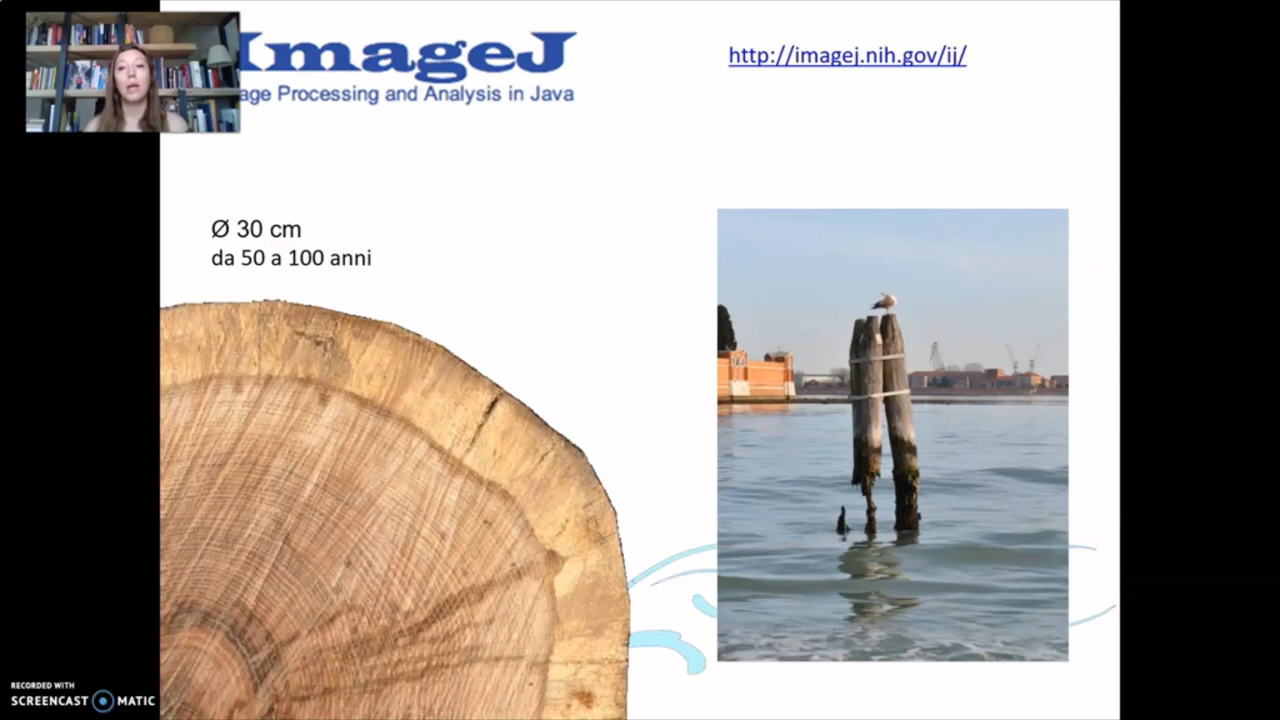 ImageJ
age Processing and Analysis in Java
http://imagej.nih.gov/ij/
Ø 30 cm
da 50 a 100 anni
RECORDED WITH
SCREENCAST MATIC